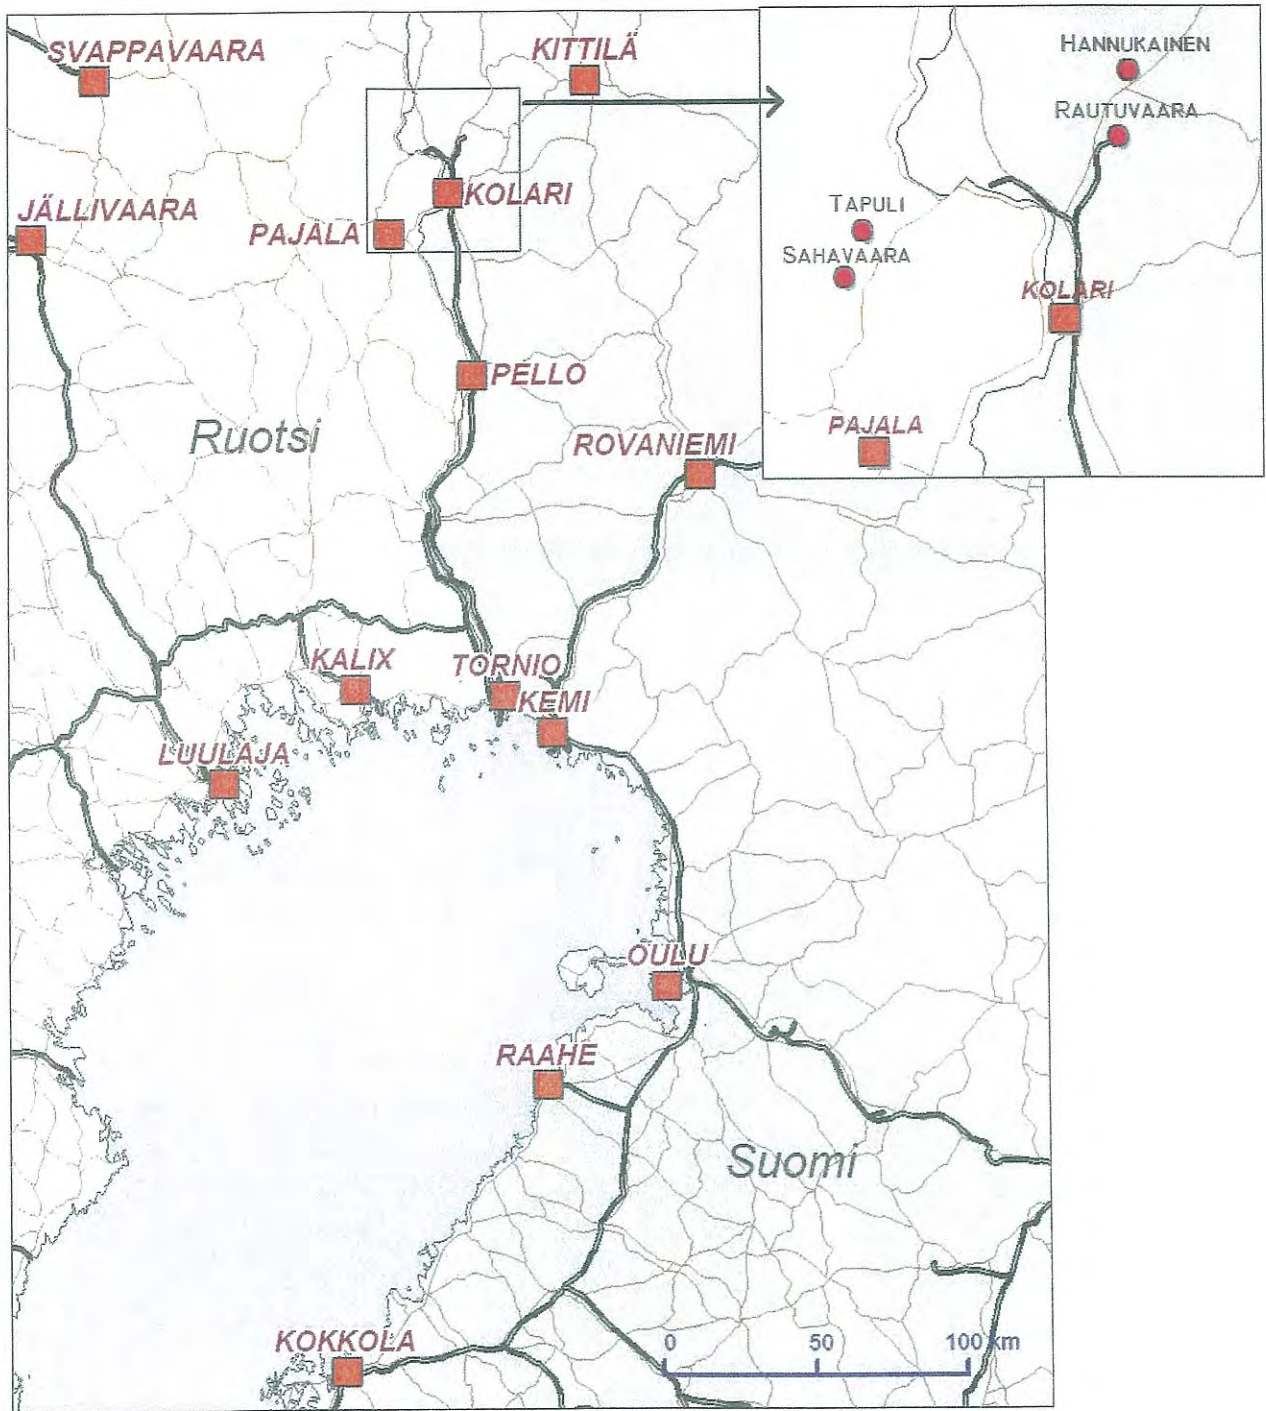 SVAPPAVAARA
KITTILÄ
HANNUKAINEN
RAUTUVAARA
JÄLLIVAARA
PAJALA
KOLARI
TAPULI
SAHAVAARA
KOLARI
PELLO
Ruotsi
ROVANIEMI
PAJALA
KALIX
TORNIO
KEMI
LUULAJA
OULU
RAAHE
Suomi
KOKKOLA
0 50 100 km